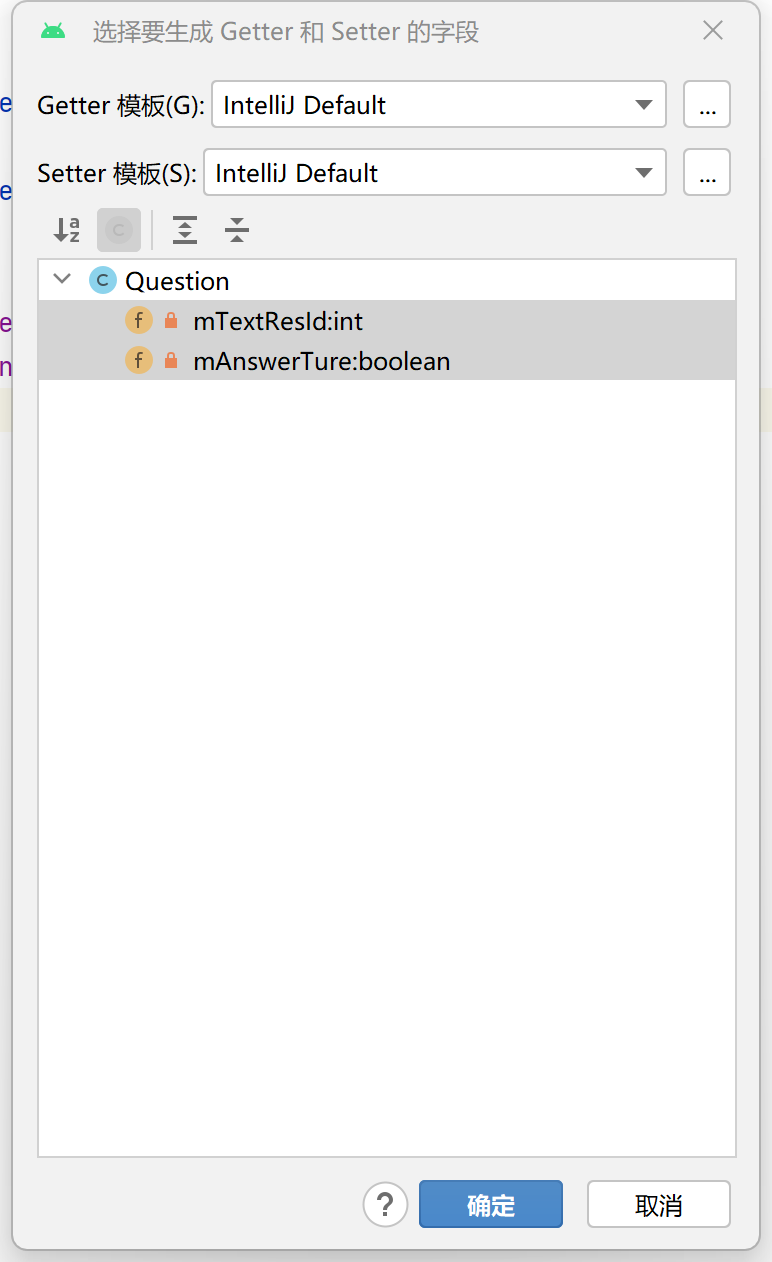 选择要生成 Getter 和 Setter 的字段
Getter 模板(G): IntelliJ Default ...
Setter 模板(S): IntelliJ Default ...
Question
mTextResId:int
mAnswerTure:boolean
? 确定 取消